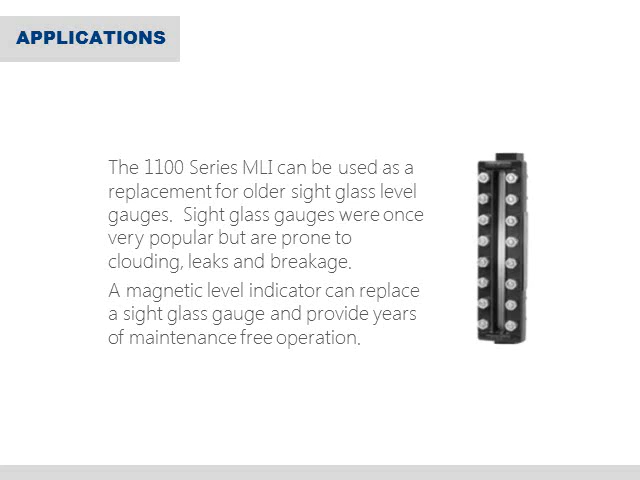 APPLICATIONS
The 1100 Series MLI can be used as a
replacement for older sight glass level
gauges.  Sight glass gauges were once
very popular but are prone to
clouding, leaks and breakage.
A magnetic level indicator can replace
a sight glass gauge and provide years
of maintenance free operation.